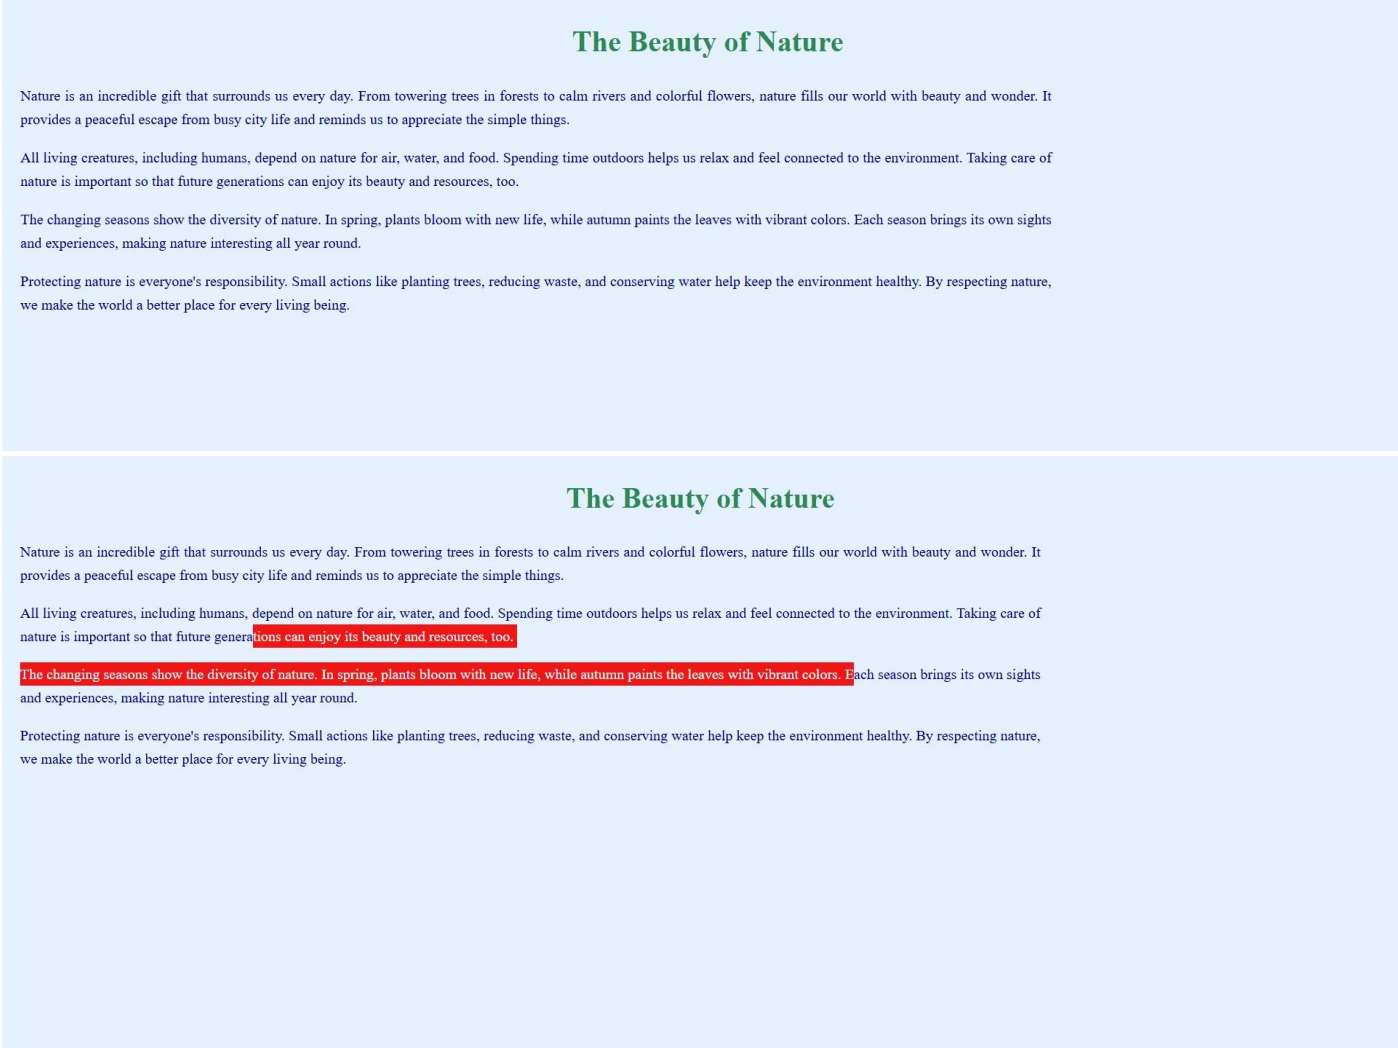 The Beauty of Nature
Nature is an incredible gift that surrounds us every day. From towering trees in forests to calm rivers and colorful flowers, nature fills our world with beauty and wonder. It
provides a peaceful escape from busy city life and reminds us to appreciate the simple things.
All living creatures, including humans, depend on nature for air, water, and food. Spending time outdoors helps us relax and feel connected to the environment. Taking care of
nature is important so that future generations can enjoy its beauty and resources, too.
The changing seasons show the diversity of nature. In spring, plants bloom with new life, while autumn paints the leaves with vibrant colors. Each season brings its own sights
and experiences, making nature interesting all year round.
Protecting nature is everyone's responsibility. Small actions like planting trees, reducing waste, and conserving water help keep the environment healthy. By respecting nature,
we make the world a better place for every living being.
The Beauty of Nature
Nature is an incredible gift that surrounds us every day. From towering trees in forests to calm rivers and colorful flowers, nature fills our world with beauty and wonder. It
provides a peaceful escape from busy city life and reminds us to appreciate the simple things.
All living creatures, including humans, depend on nature for air, water, and food. Spending time outdoors helps us relax and feel connected to the environment. Taking care of
nature is important so that future generations can enjoy its beauty and resources, too.
The changing seasons show the diversity of nature. In spring, plants bloom with new life, while autumn paints the leaves with vibrant colors. Each season brings its own sights
and experiences, making nature interesting all year round.
Protecting nature is everyone's responsibility. Small actions like planting trees, reducing waste, and conserving water help keep the environment healthy. By respecting nature,
we make the world a better place for every living being.